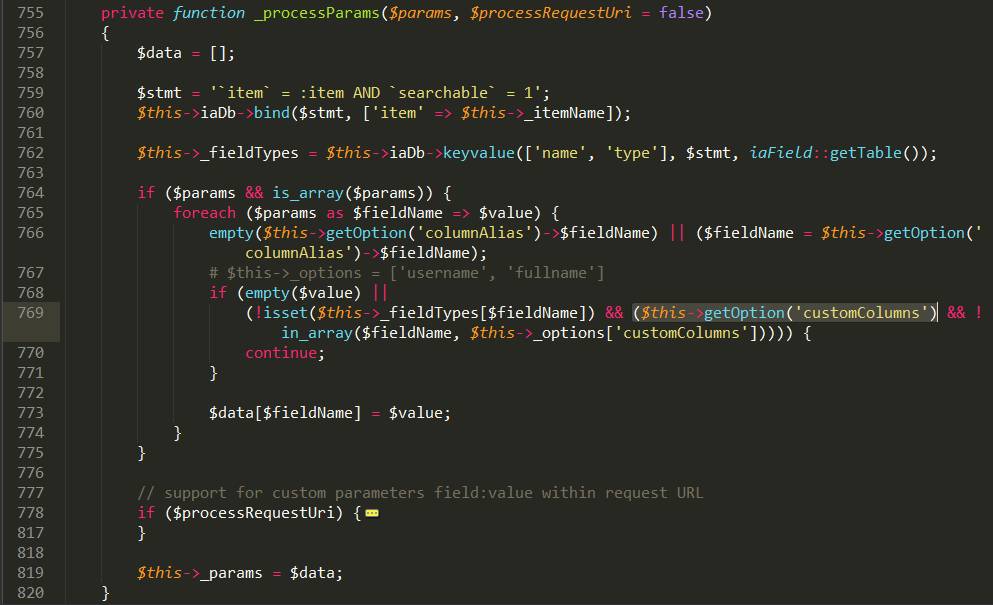 755 private function _processParams($params, $processRequestUri = false)
756 {
757 $data = [];
758
759 $stmt = '`item` = :item AND `searchable` = 1';
760 $this->iaDb->bind($stmt, ['item' => $this->_itemName]);
761
762 $this->_fieldTypes = $this->iaDb->keyvalue(['name', 'type'], $stmt, iaField::getTable());
763
764 if ($params && is_array($params)) {
765 foreach ($params as $fieldName => $value) {
766 empty($this->getOption('columnAlias')->$fieldName) || ($fieldName = $this->getOption('
columnAlias')->$fieldName);
767 # $this->_options = ['username', 'fullname']
768 if (empty($value) ||
769 (!isset($this->_fieldTypes[$fieldName]) && ($this->getOption('customColumns') && !
in_array($fieldName, $this->_options['customColumns'])))) {
770 continue;
771 }
772
773 $data[$fieldName] = $value;
774 }
775 }
776
777 // support for custom parameters field:value within request URL
778 if ($processRequestUri) {
817 }
818
819 $this->_params = $data;
820 }